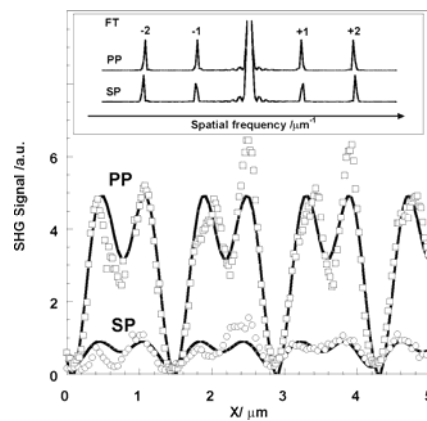 FT
-2 -1 +1 +2
PP
SP
Spatial frequency /μm⁻¹
6
PP
4
SHG Signal /a.u.
2
SP
0
0 1 2 3 4 5
X/ μm